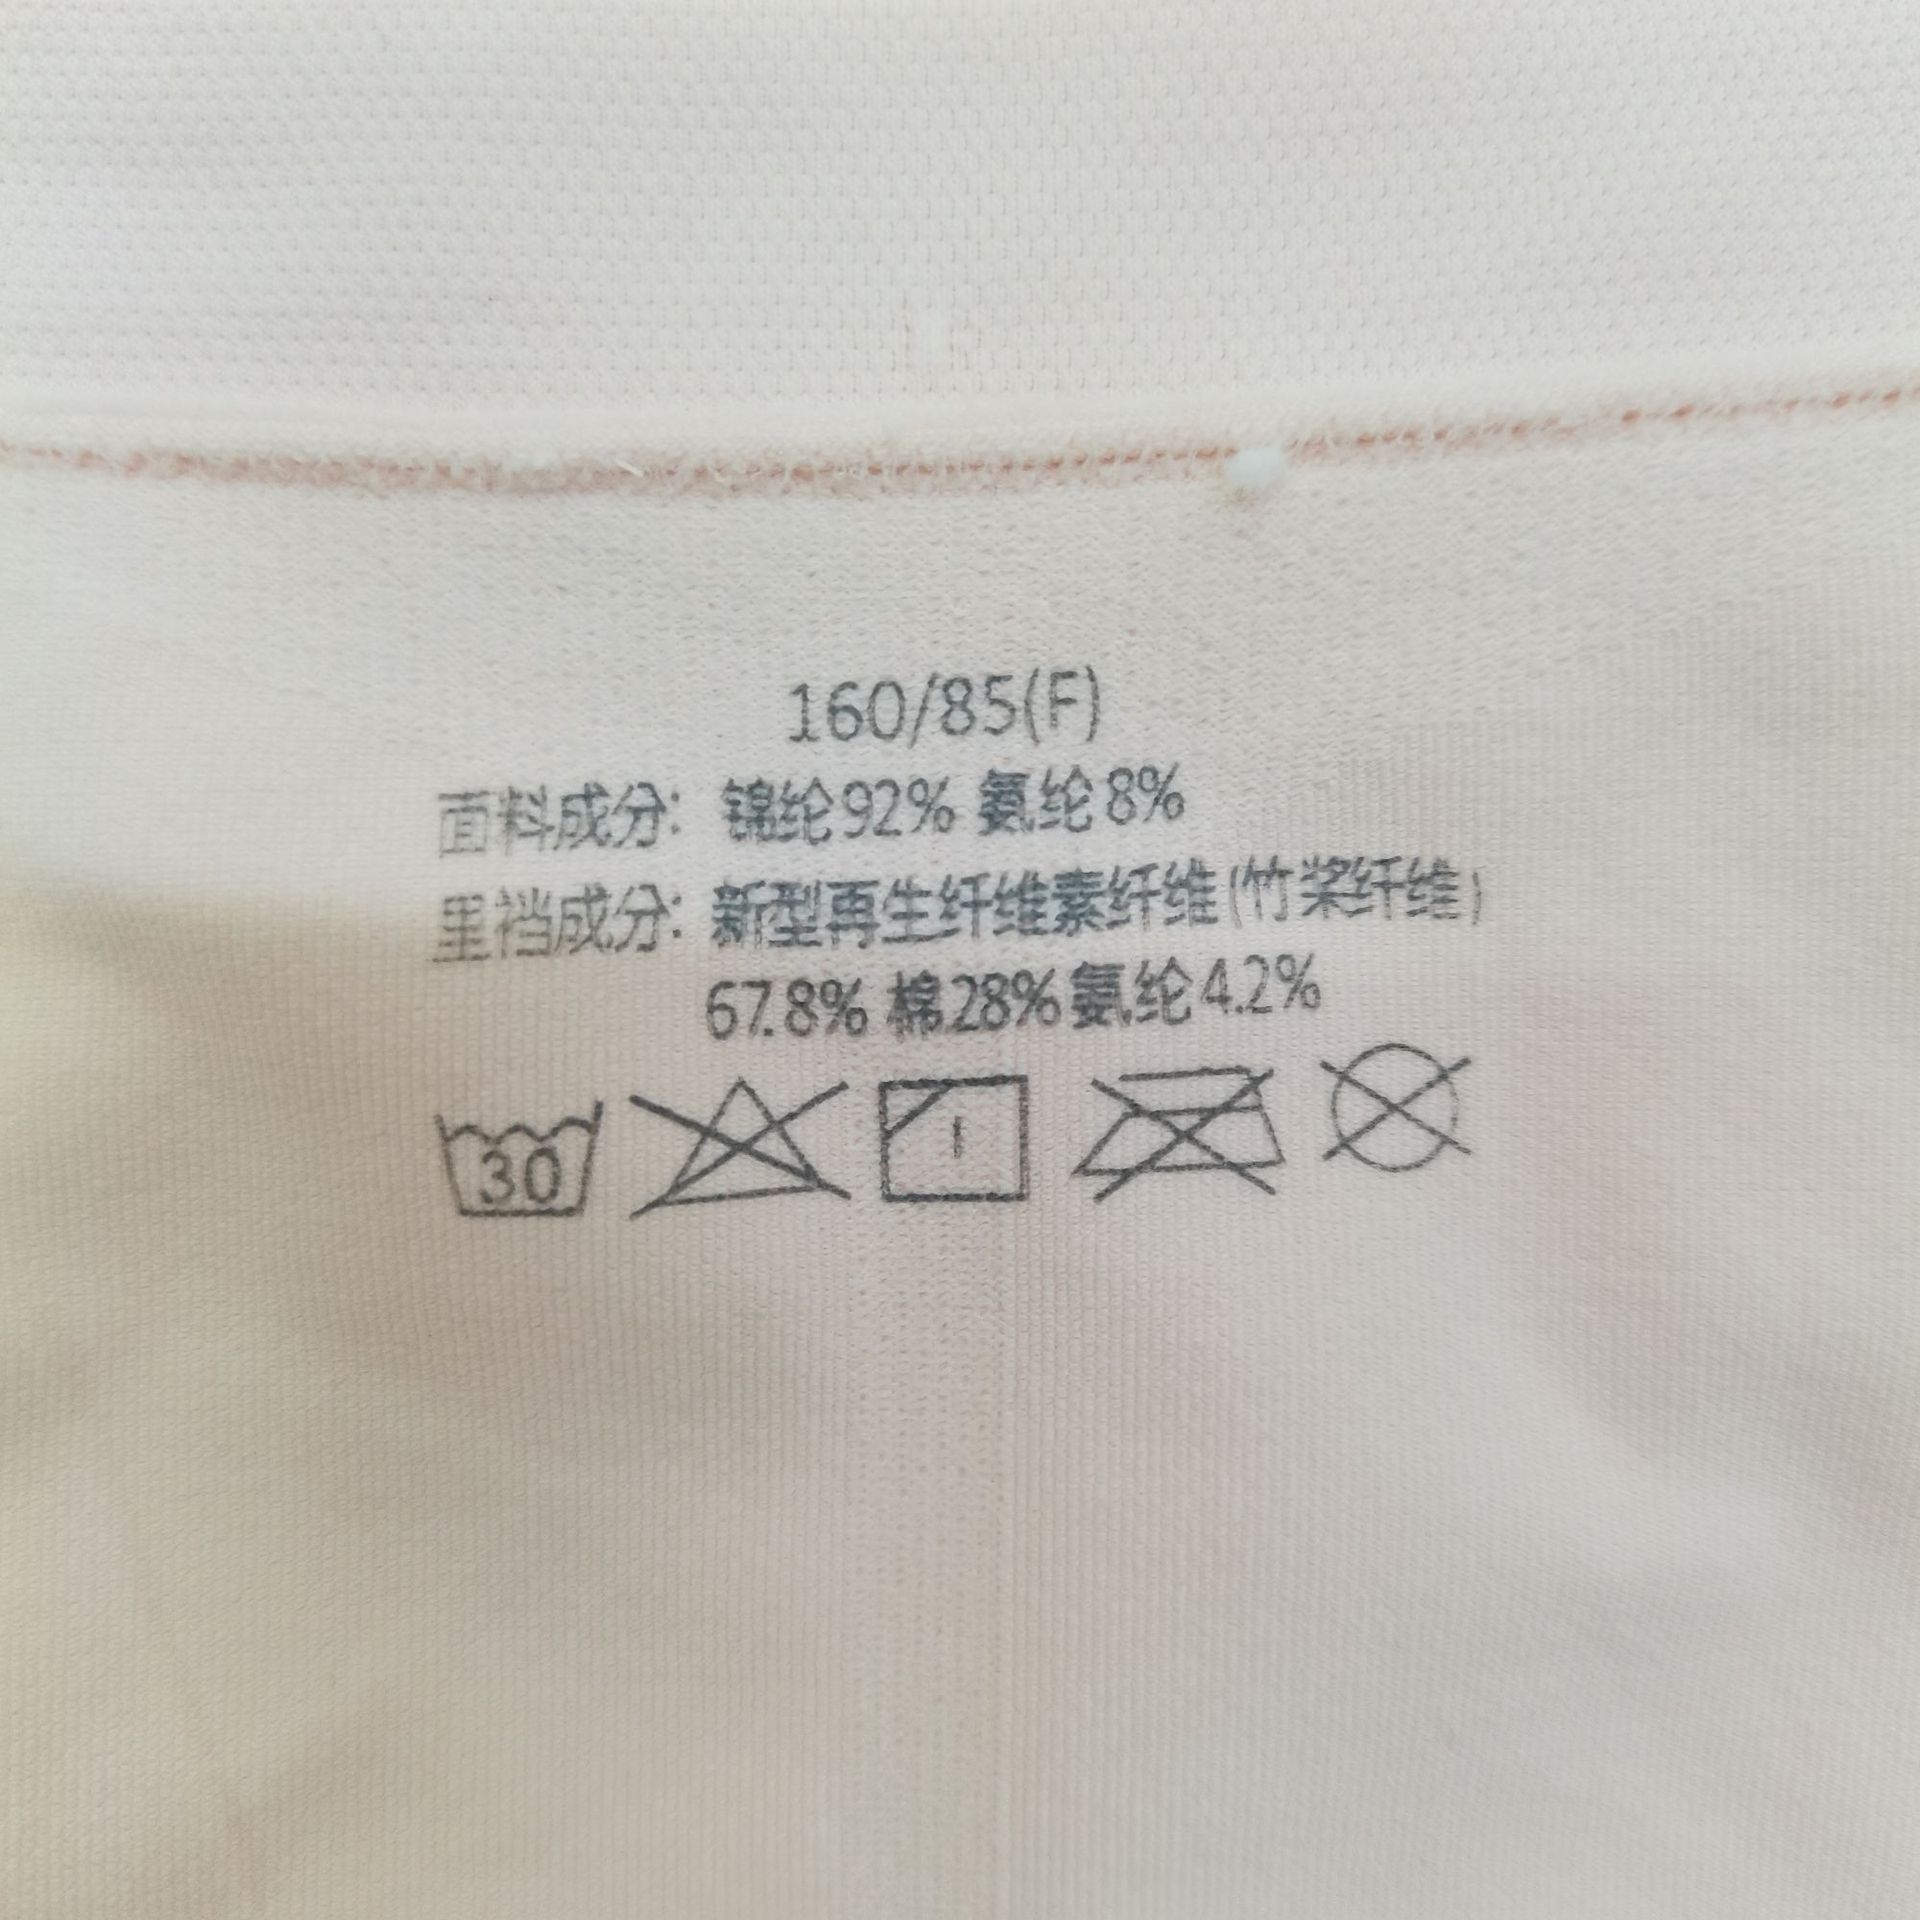 160/85(F)
面料成分: 锦纶92% 氨纶8%
里裆成分: 新型再生纤维素纤维(竹浆纤维)
67.8% 棉28% 氨纶4.2%
30